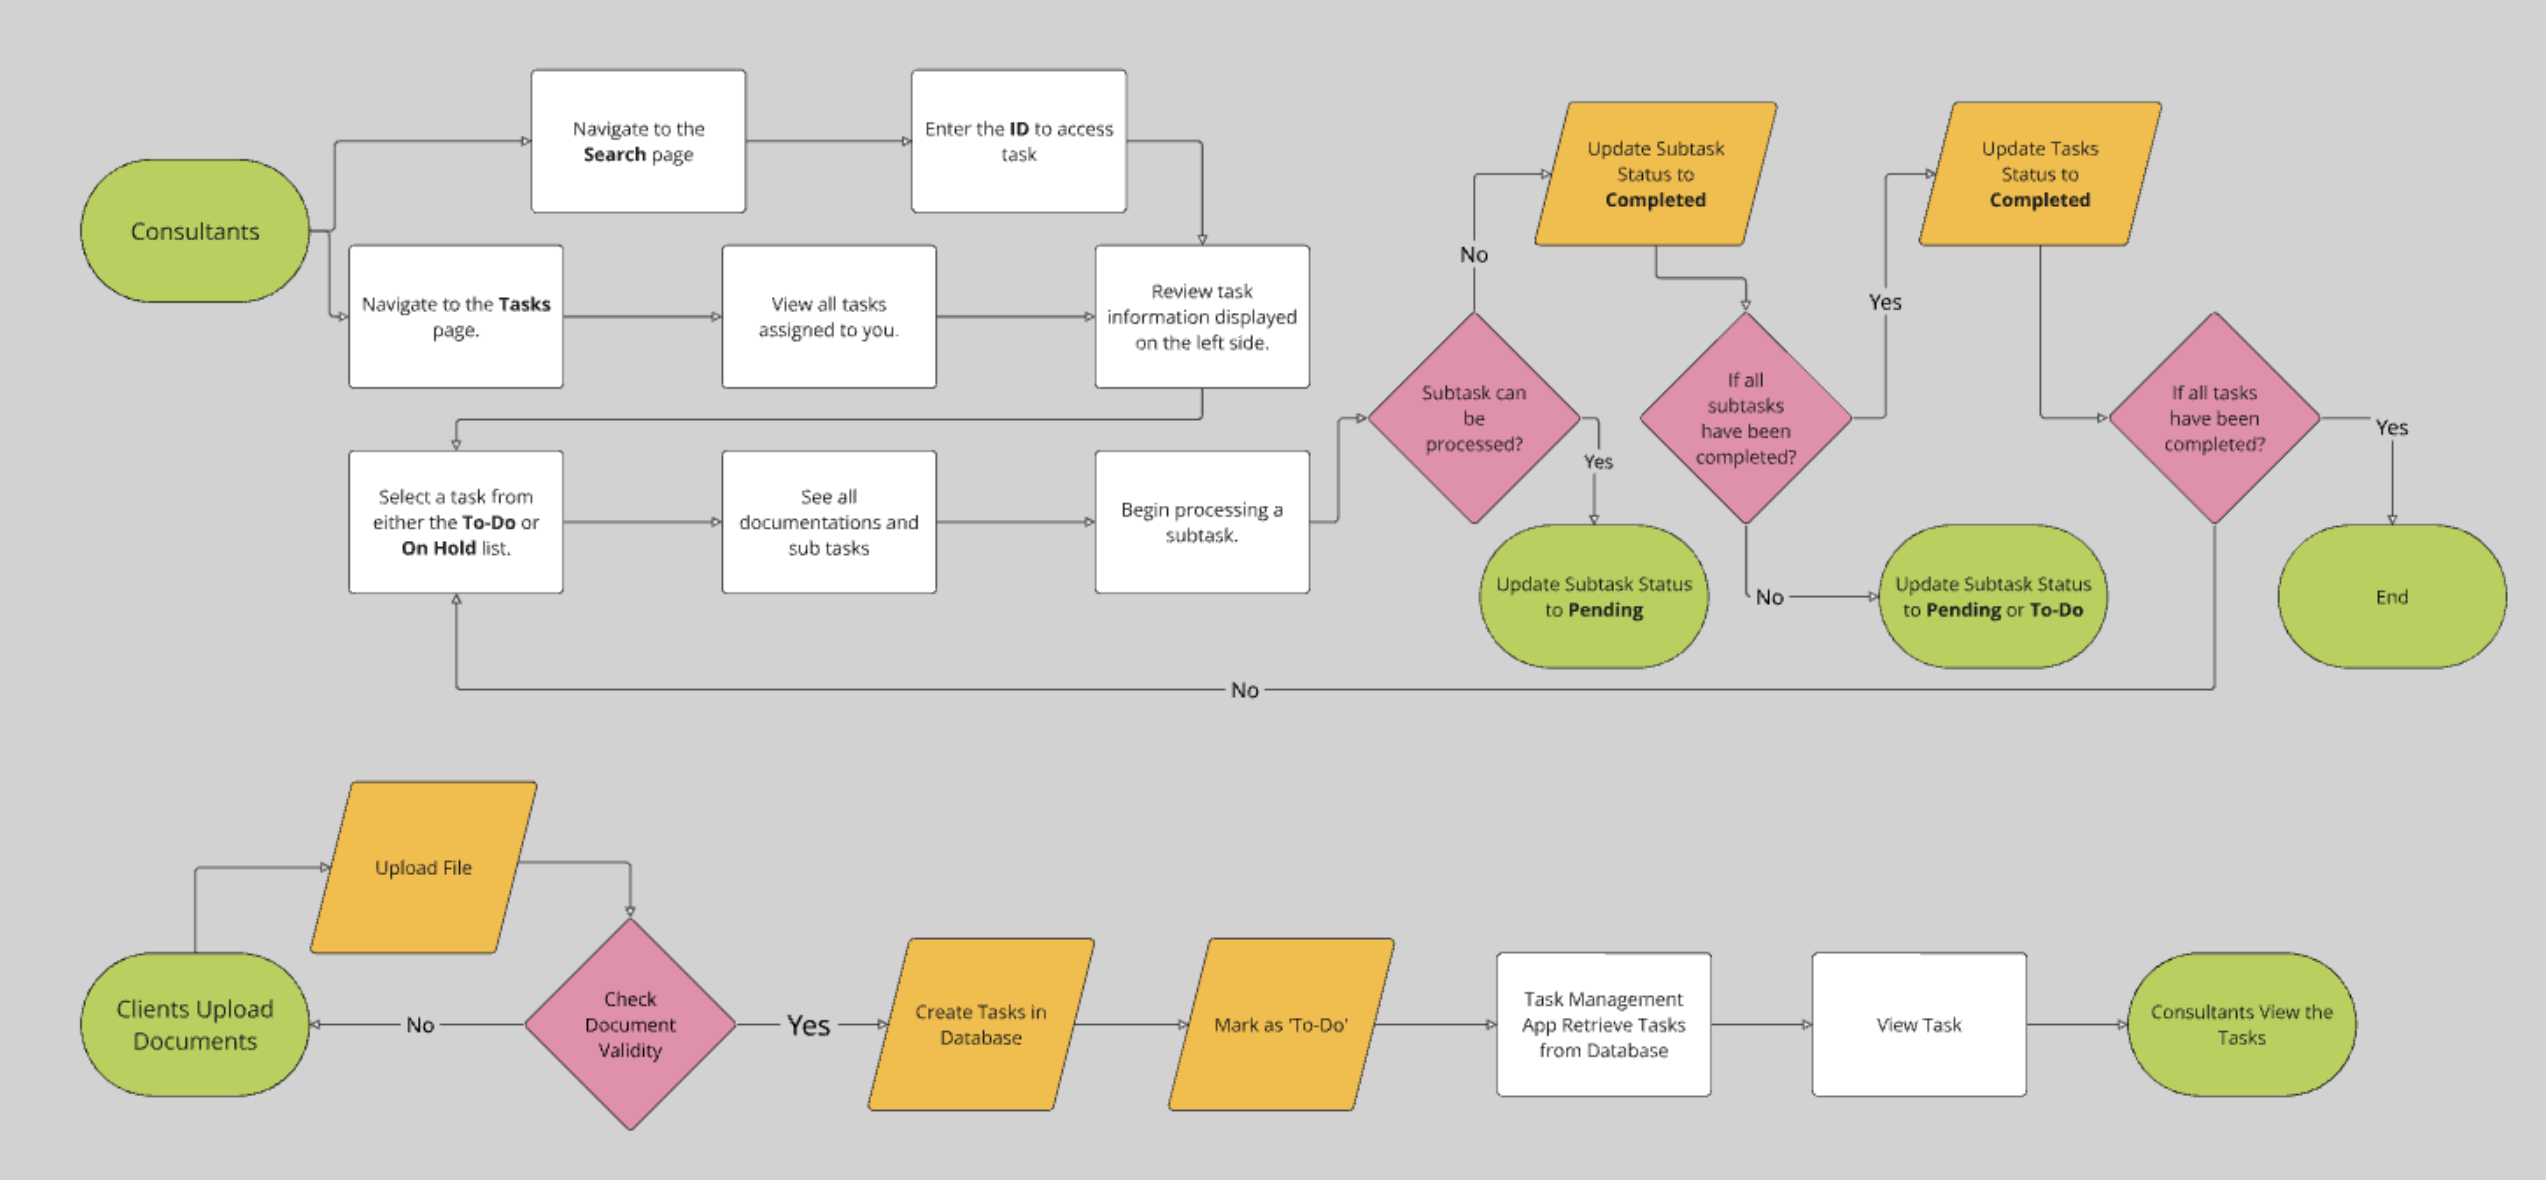 Navigate to the
Search page
Enter the ID to access
task
Consultants
Navigate to the Tasks
page.
View all tasks
assigned to you.
Review task
information displayed
on the left side.
Select a task from
either the To-Do or
On Hold list.
See all
documentations and
sub tasks
Begin processing a
subtask.
Subtask can
be
processed?
No
Yes
Update Subtask
Status to
Completed
Update Subtask Status
to Pending
If all
subtasks
have been
completed?
Yes
No
Update Subtask Status
to Pending or To-Do
Update Tasks
Status to
Completed
If all tasks
have been
completed?
Yes
End
No
Upload File
Clients Upload
Documents
No
Check
Document
Validity
Yes
Create Tasks in
Database
Mark as 'To-Do'
Task Management
App Retrieve Tasks
from Database
View Task
Consultants View the
Tasks